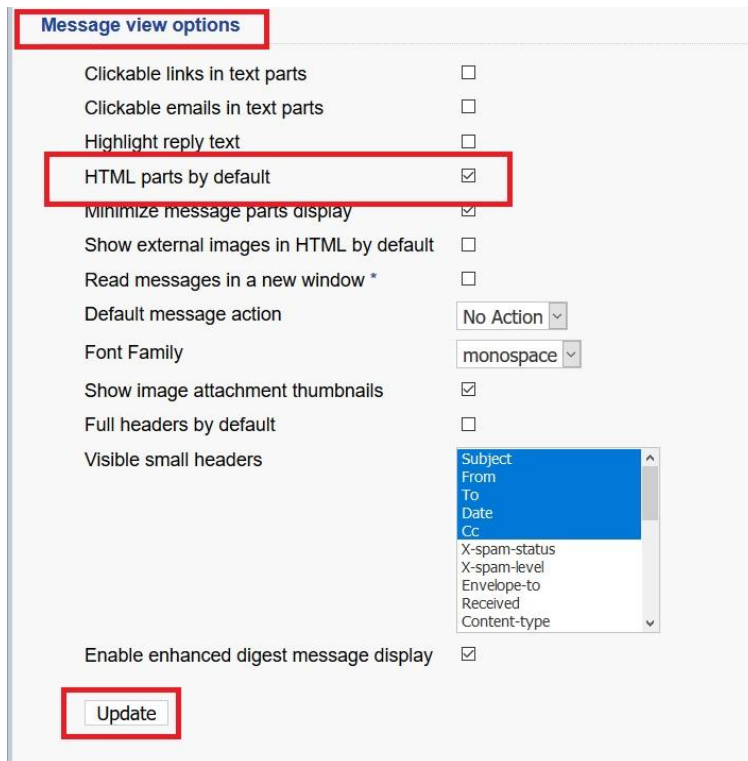 Message view options
Clickable links in text parts
Clickable emails in text parts
Highlight reply text
HTML parts by default
Minimize message parts display
Show external images in HTML by default
Read messages in a new window *
Default message action No Action
Font Family monospace
Show image attachment thumbnails
Full headers by default
Visible small headers
Subject
From
To
Date
Cc
X-spam-status
X-spam-level
Envelope-to
Received
Content-type
Enable enhanced digest message display
Update